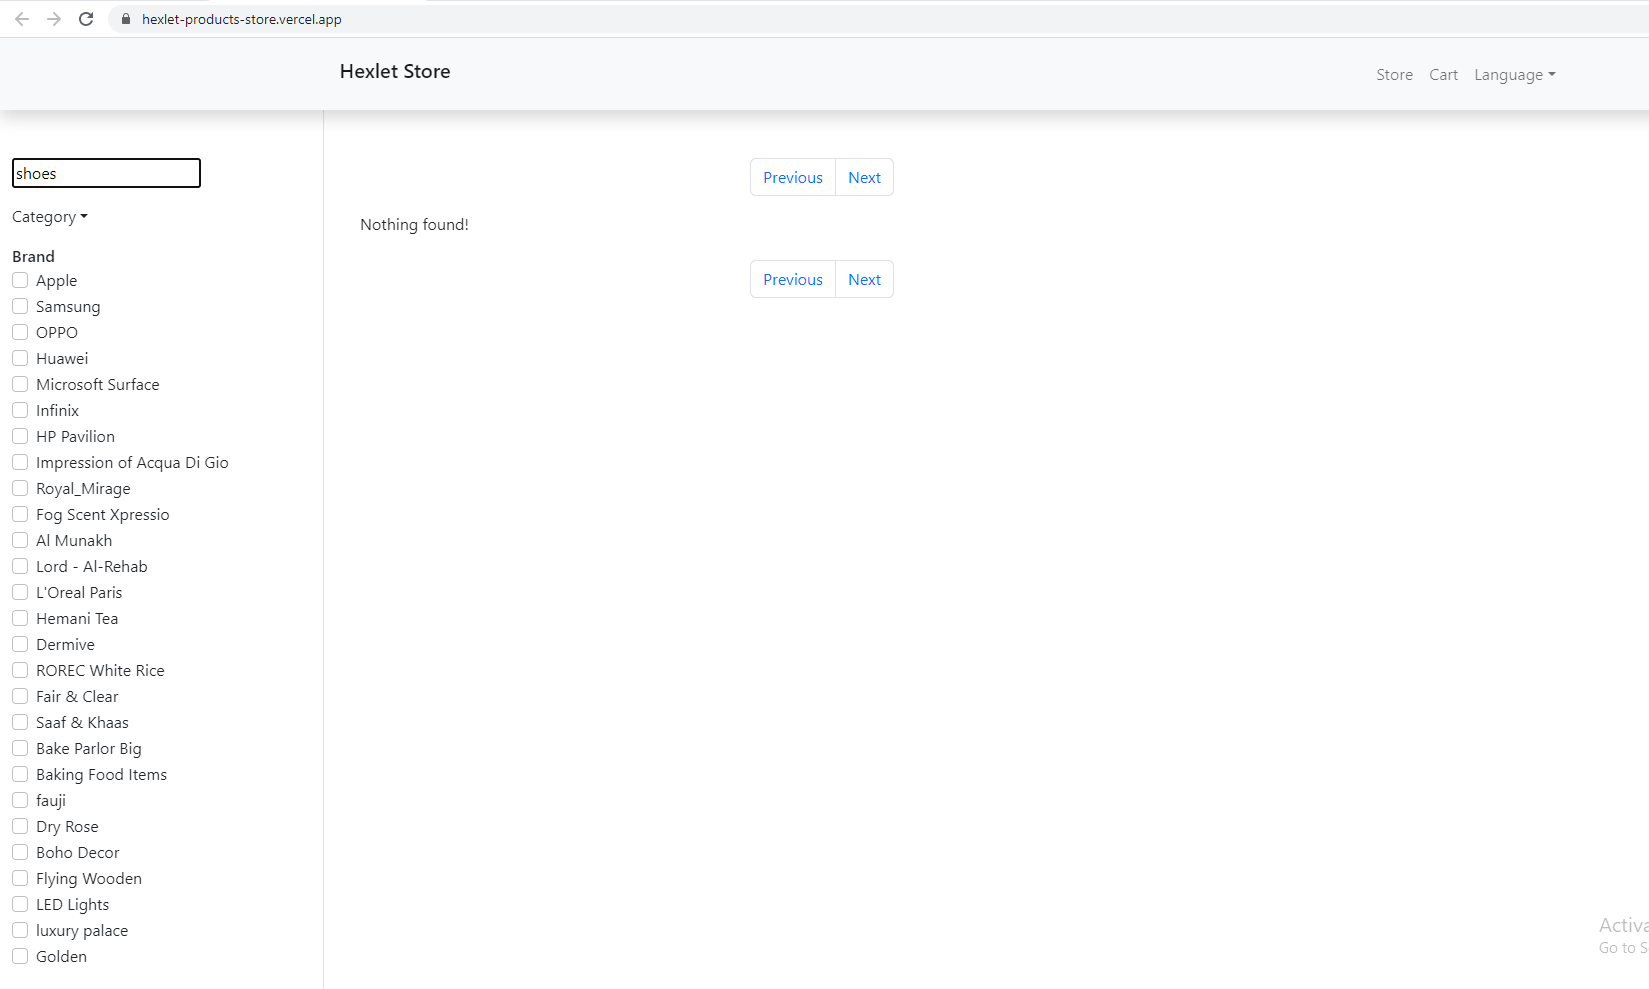 hexlet-products-store.vercel.app
Hexlet Store
Store Cart Language
shoes
Category
Brand
Apple
Samsung
OPPO
Huawei
Microsoft Surface
Infinix
HP Pavilion
Impression of Acqua Di Gio
Royal_Mirage
Fog Scent Xpressio
Al Munakh
Lord - Al-Rehab
L'Oreal Paris
Hemani Tea
Dermive
ROREC White Rice
Fair & Clear
Saaf & Khaas
Bake Parlor Big
Baking Food Items
fauji
Dry Rose
Boho Decor
Flying Wooden
LED Lights
luxury palace
Golden
Previous Next
Nothing found!
Previous Next
Activa
Go to S